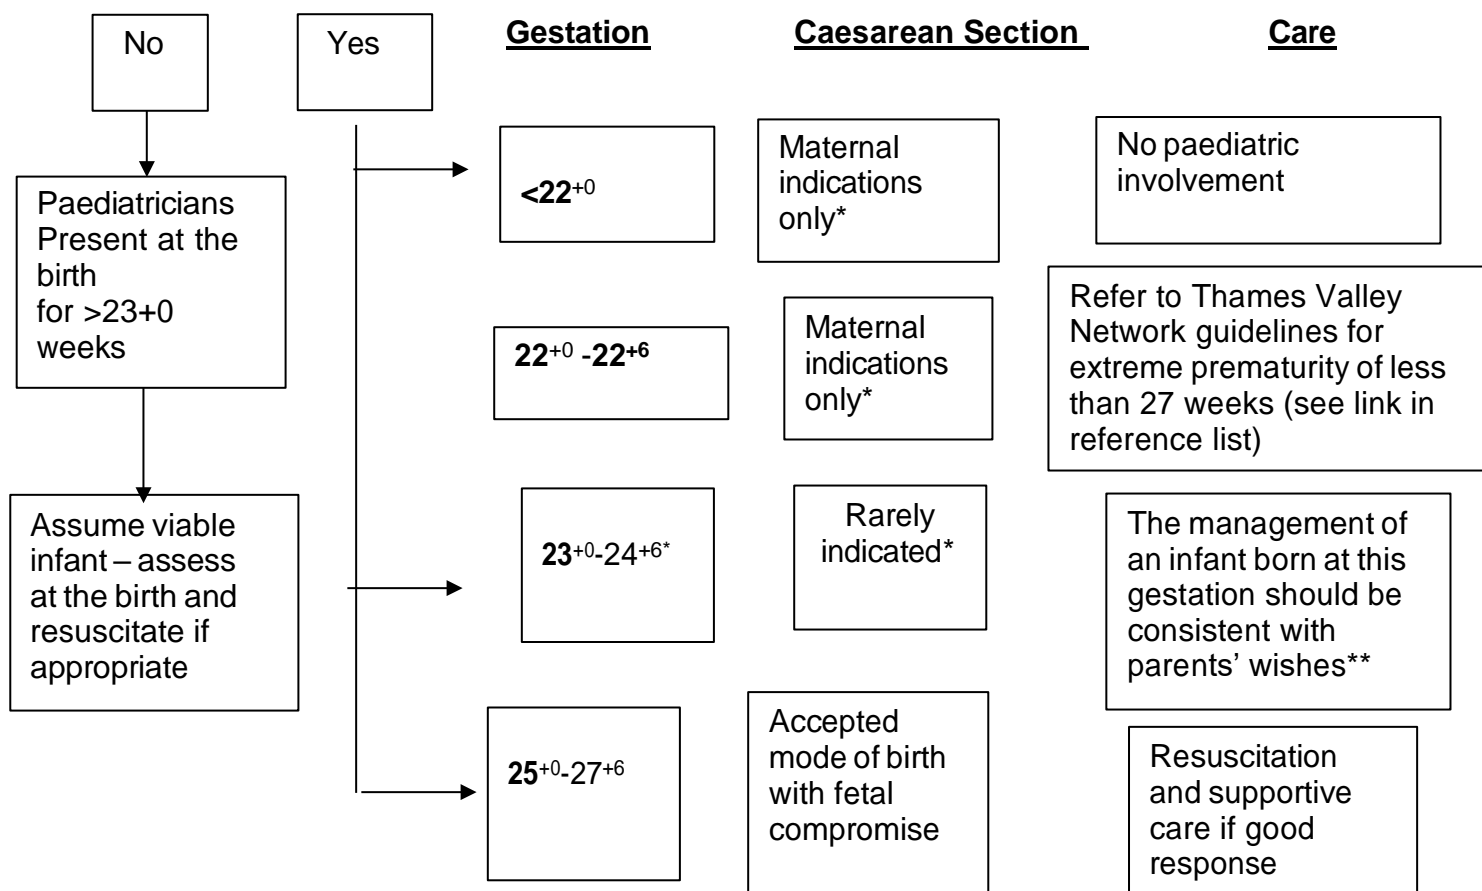 No
Yes
Gestation
Caesarean Section
Care
Paediatricians
Present at the
birth
for >23+0
weeks
Assume viable
infant – assess
at the birth and
resuscitate if
appropriate
<22+0
Maternal
indications
only*
No paediatric
involvement
22+0 -22+6
Maternal
indications
only*
Refer to Thames Valley
Network guidelines for
extreme prematurity of less
than 27 weeks (see link in
reference list)
23+0-24+6*
Rarely
indicated*
The management of
an infant born at this
gestation should be
consistent with
parents’ wishes**
25+0-27+6
Accepted
mode of birth
with fetal
compromise
Resuscitation
and supportive
care if good
response